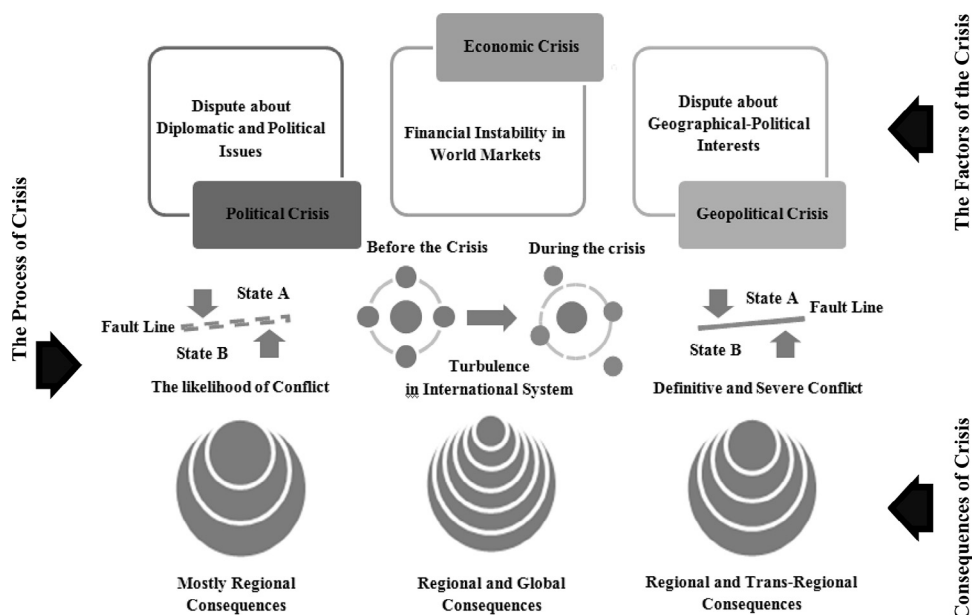 Economic Crisis
The Factors of the Crisis
Dispute about
Diplomatic and Political
Issues
Financial Instability in
World Markets
Dispute about
Geographical-Political
Interests
Political Crisis
Geopolitical Crisis
The Process of Crisis
Before the Crisis
During the crisis
State A
Fault Line
State B
The likelihood of Conflict
Turbulence
in International System
State A
Fault Line
State B
Definitive and Severe Conflict
Consequences of Crisis
Mostly Regional
Consequences
Regional and Global
Consequences
Regional and Trans-Regional
Consequences